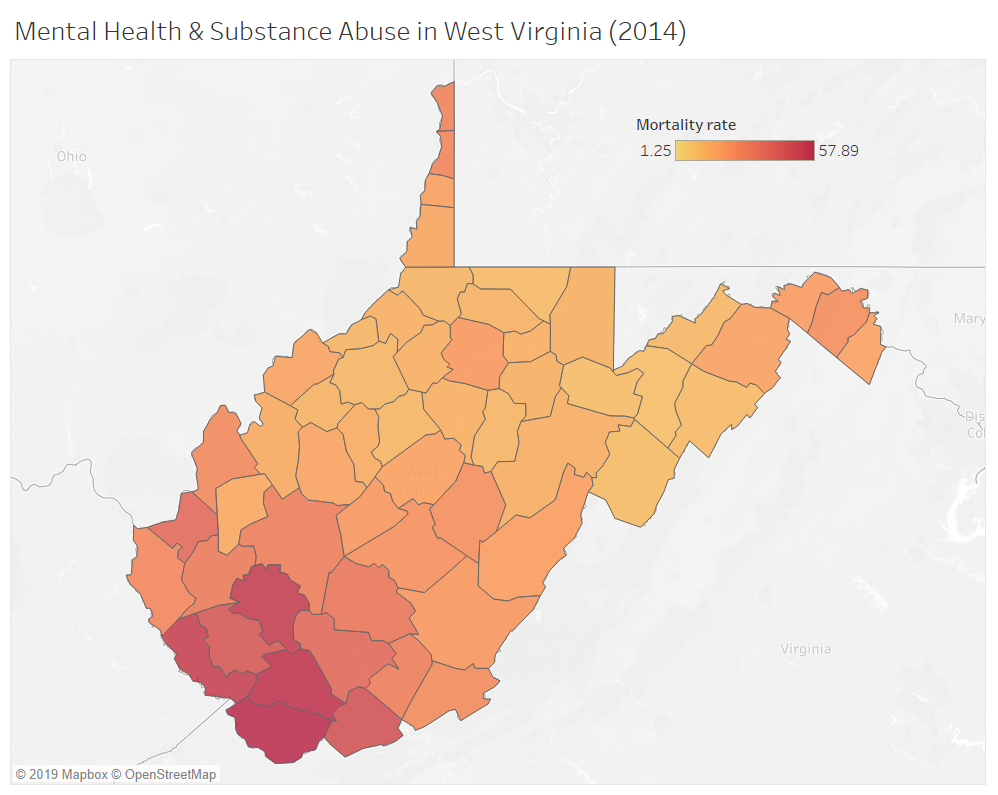 Mental Health & Substance Abuse in West Virginia (2014)
Mortality rate
1.25 57.89
Ohio
Mary
Dis
Col
West
Virginia
Virginia
© 2019 Mapbox © OpenStreetMap